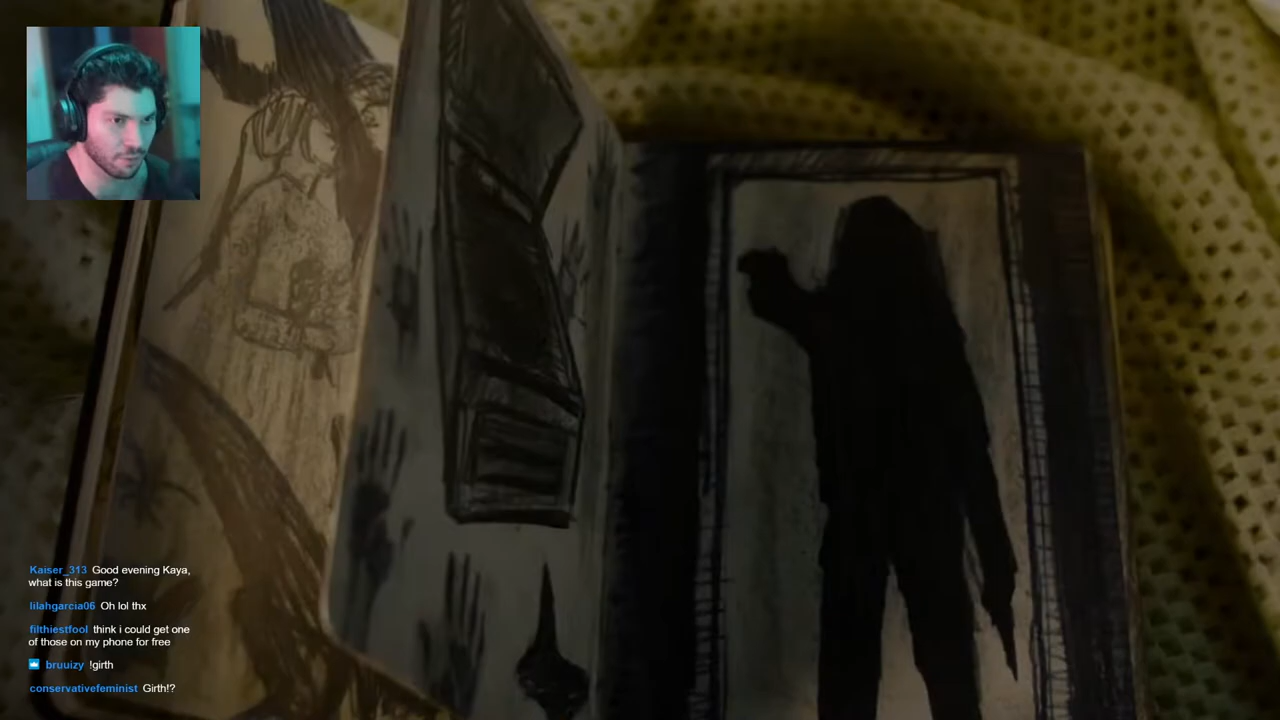 Kaiser_313 Good evening Kaya,
what is this game?
lilahgarcia06 Oh lol thx
filthiestfool think i could get one
of those on my phone for free
bruuizy !girth
conservativefeminist Girth!?